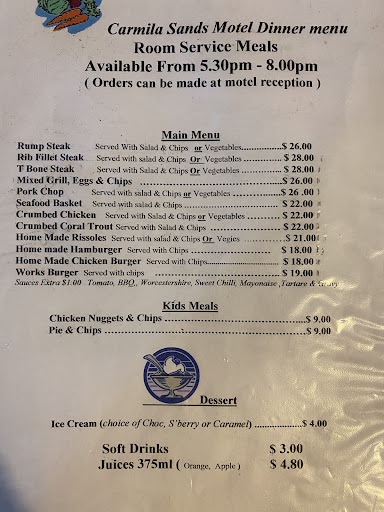 Carmila Sands Motel Dinner menu
Room Service Meals
Available From 5.30pm - 8.00pm
( Orders can be made at motel reception )
Main Menu
Rump Steak Served With Salad & Chips or Vegetables..................$ 26.00
Rib Fillet Steak Served with salad & Chips Or Vegetables .............. $ 28.00
T Bone Steak Served with salad & Chips Or Vegetables .............. $ 28.00
Mixed Grill, Eggs & Chips ..........................................$ 26.00
Pork Chop Served with salad & chips or Vegetables ............... $ 26.00
Seafood Basket Served with salad & chips ............................... $ 22.00
Crumbed Chicken Served with Salad & Chips or Vegetables ............. $ 22.00
Crumbed Coral Trout Served with Salad & Chips ........................ $ 22.00
Home Made Rissoles Served with salad & Chips Or Vegies ..............$ 21.00
Home made Hamburger Served with Chips ..........................$ 18.00
Home Made Chicken Burger Served with Chips.......................$ 18.00
Works Burger Served with chips ....................................$ 19.00
Sauces Extra $1.00 Tomato, BBQ,, Worcestershire, Sweet Chilli, Mayonaise ,Tartare & Gravy
Kids Meals
Chicken Nuggets & Chips ........................................$ 9.00
Pie & Chips .........................................................$ 9.00
Dessert
Ice Cream (choice of Choc, S'berry or Caramel) ..................$ 4.00
Soft Drinks $ 3.00
Juices 375ml ( Orange, Apple ) $ 4.80